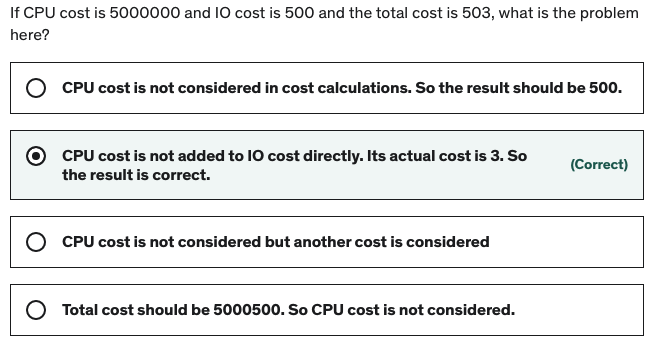 If CPU cost is 5000000 and IO cost is 500 and the total cost is 503, what is the problem
here?
CPU cost is not considered in cost calculations. So the result should be 500.
CPU cost is not added to IO cost directly. Its actual cost is 3. So
the result is correct.
(Correct)
CPU cost is not considered but another cost is considered
Total cost should be 5000500. So CPU cost is not considered.